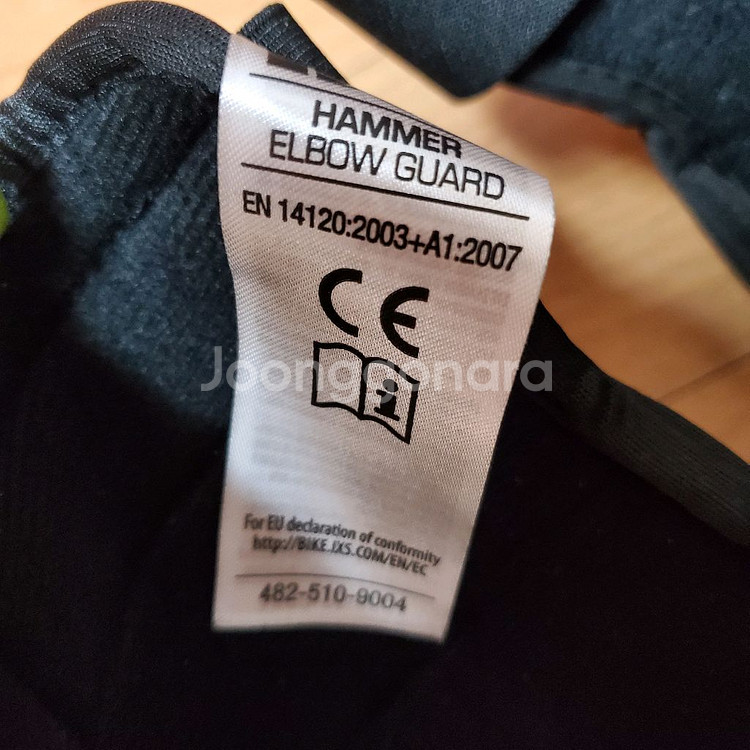 HAMMER
ELBOW GUARD
EN 14120:2003+A1:2007
CE
Joonggonara
For EU declaration of conformity
http://BIKE.IXS.COM/EN/EC
482-510-9004